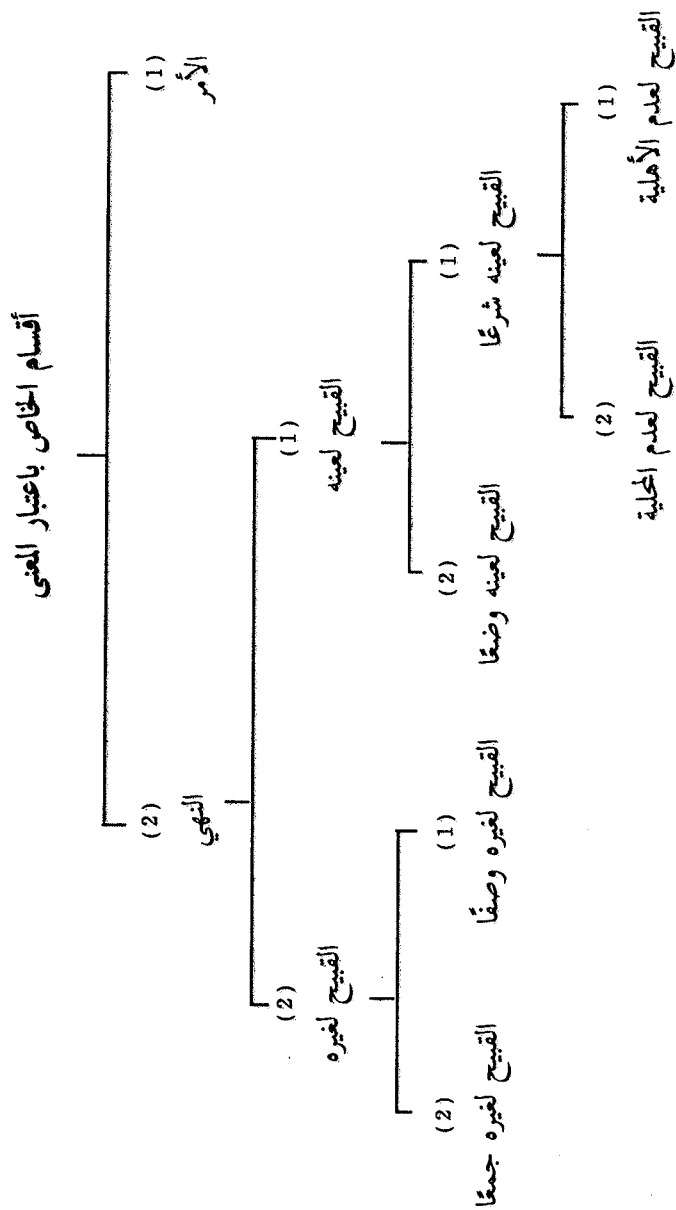 أقسام الخاص باعتبار المعنى
(1)
الأمر
(2)
النهي
(1)
القبيح لعينه
(2)
القبيح لغيره
(1)
القبيح لعينه شرعًا
(2)
القبيح لعينه وضعًا
(1)
القبيح لغيره وصفًا
(2)
القبيح لغيره جمعًا
(1)
القبيح لعدم الأهلية
(2)
القبيح لعدم المحلية